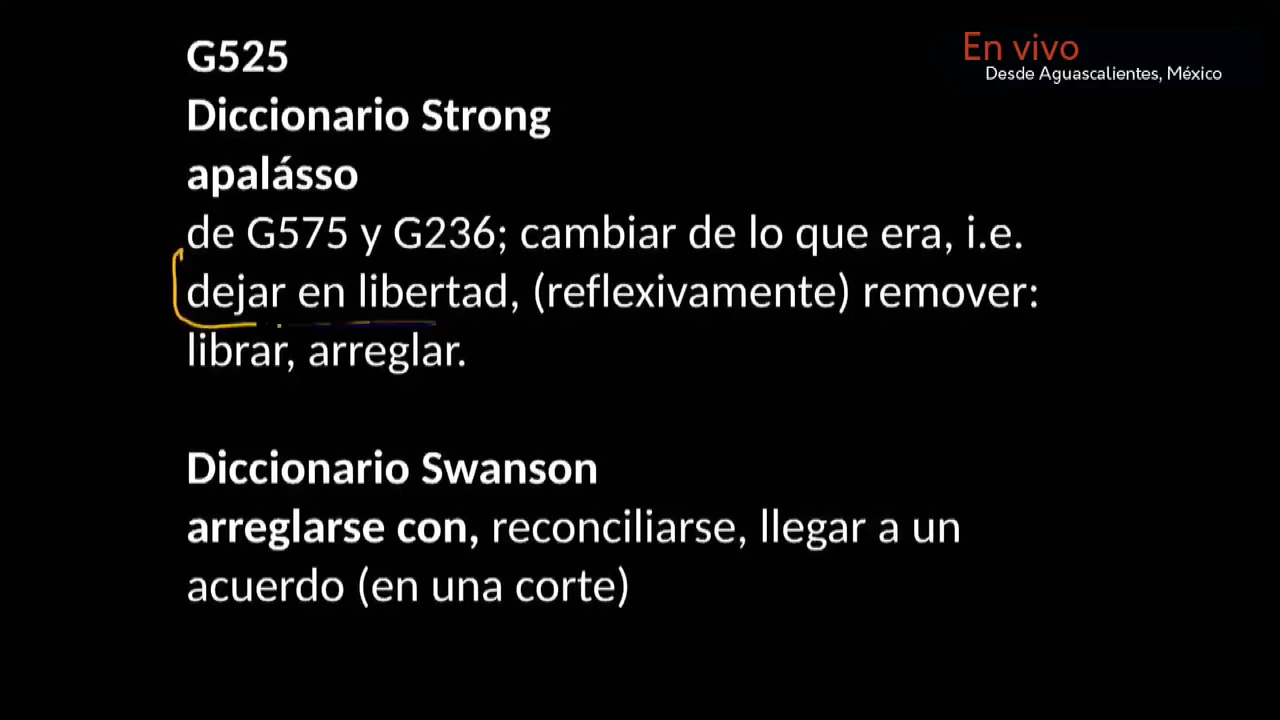 G525
En vivo
Desde Aguascalientes, México
Diccionario Strong
apalásso
de G575 y G236; cambiar de lo que era, i.e.
dejar en libertad, (reflexivamente) remover:
librar, arreglar.
Diccionario Swanson
arreglarse con, reconciliarse, llegar a un
acuerdo (en una corte)